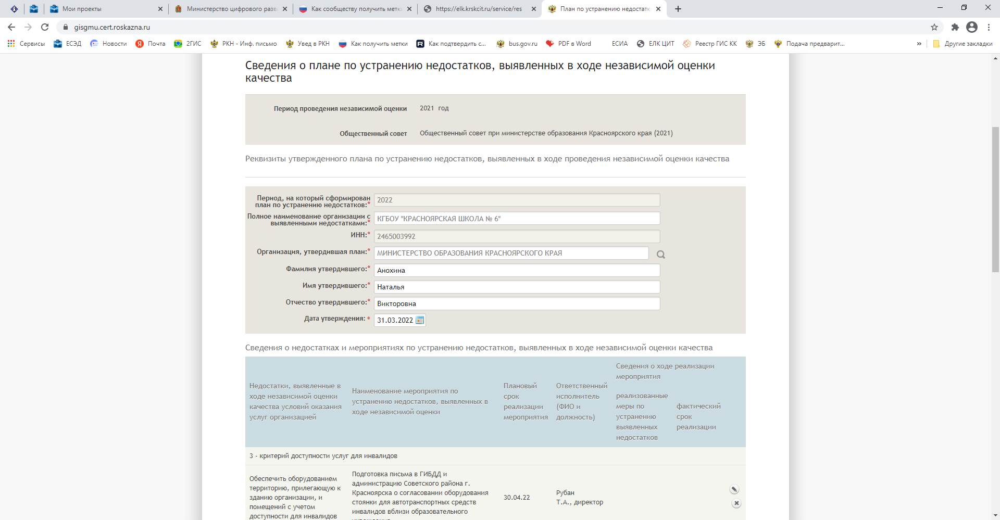 Мои проекты
Министерство цифрового разв
Как сообществу получить метк
https://elk.krskcit.ru/service/res
План по устранению недостатк
gisgmu.cert.roskazna.ru
Сервисы
ЕСЭД
Новости
Почта
2ГИС
РКН - Инф. письмо
Увед в РКН
Как получить метки
Как подтвердить с...
bus.gov.ru
PDF в Word
ЕСИА
ЕЛК ЦИТ
Реестр ГИС КК
ЭБ
Подача предварит...
»
Другие закладки
Сведения о плане по устранению недостатков, выявленных в ходе независимой оценки
качества
Период проведения независимой оценки 2021 год
Общественный совет Общественный совет при министерстве образования Красноярского края (2021)
Реквизиты утвержденного плана по устранению недостатков, выявленных в ходе проведения независимой оценки качества
Период, на который сформирован
план по устранению недостатков:*
2022
Полное наименование организации с
выявленными недостатками:*
КГБОУ "КРАСНОЯРСКАЯ ШКОЛА № 6"
ИНН:* 2465003992
Организация, утвердившая план:* МИНИСТЕРСТВО ОБРАЗОВАНИЯ КРАСНОЯРСКОГО КРАЯ
Фамилия утвердившего:* Анохина
Имя утвердившего:* Наталья
Отчество утвердившего:* Викторовна
Дата утверждения: * 31.03.2022
Сведения о недостатках и мероприятиях по устранению недостатков, выявленных в ходе независимой оценки качества
Недостатки, выявленные в
ходе независимой оценки
качества условий оказания
услуг организацией
Наименование мероприятия по
устранению недостатков, выявленных в
ходе независимой оценки
Плановый
срок
реализации
мероприятия
Ответственный
исполнитель
(ФИО и
должность)
Сведения о ходе реализации
мероприятия
реализованные
меры по
устранению
выявленных
недостатков
фактический
срок
реализации
3 - критерий доступности услуг для инвалидов
Обеспечить оборудованием
территорию, прилегающую к
зданию организации, и
помещений с учетом
доступности для инвалидов
Подготовка письма в ГИБДД и
администрацию Советского района г.
Красноярска о согласовании оборудования
стоянки для автотранспортных средств
инвалидов вблизи образовательного
30.04.22
Рубан
Т.А., директор